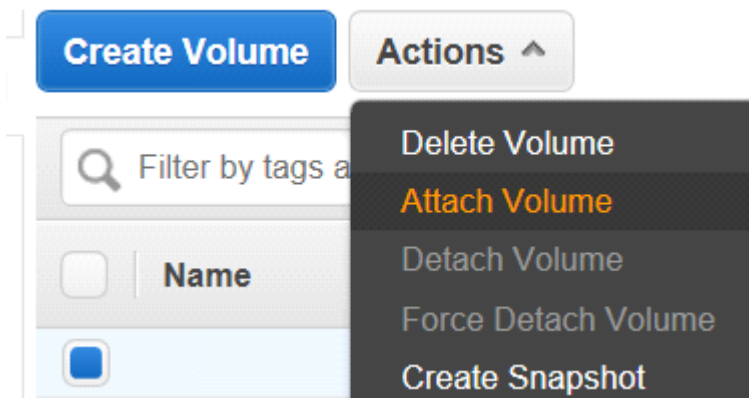 Create Volume
Actions
Filter by tags a
Name
Delete Volume
Attach Volume
Detach Volume
Force Detach Volume
Create Snapshot